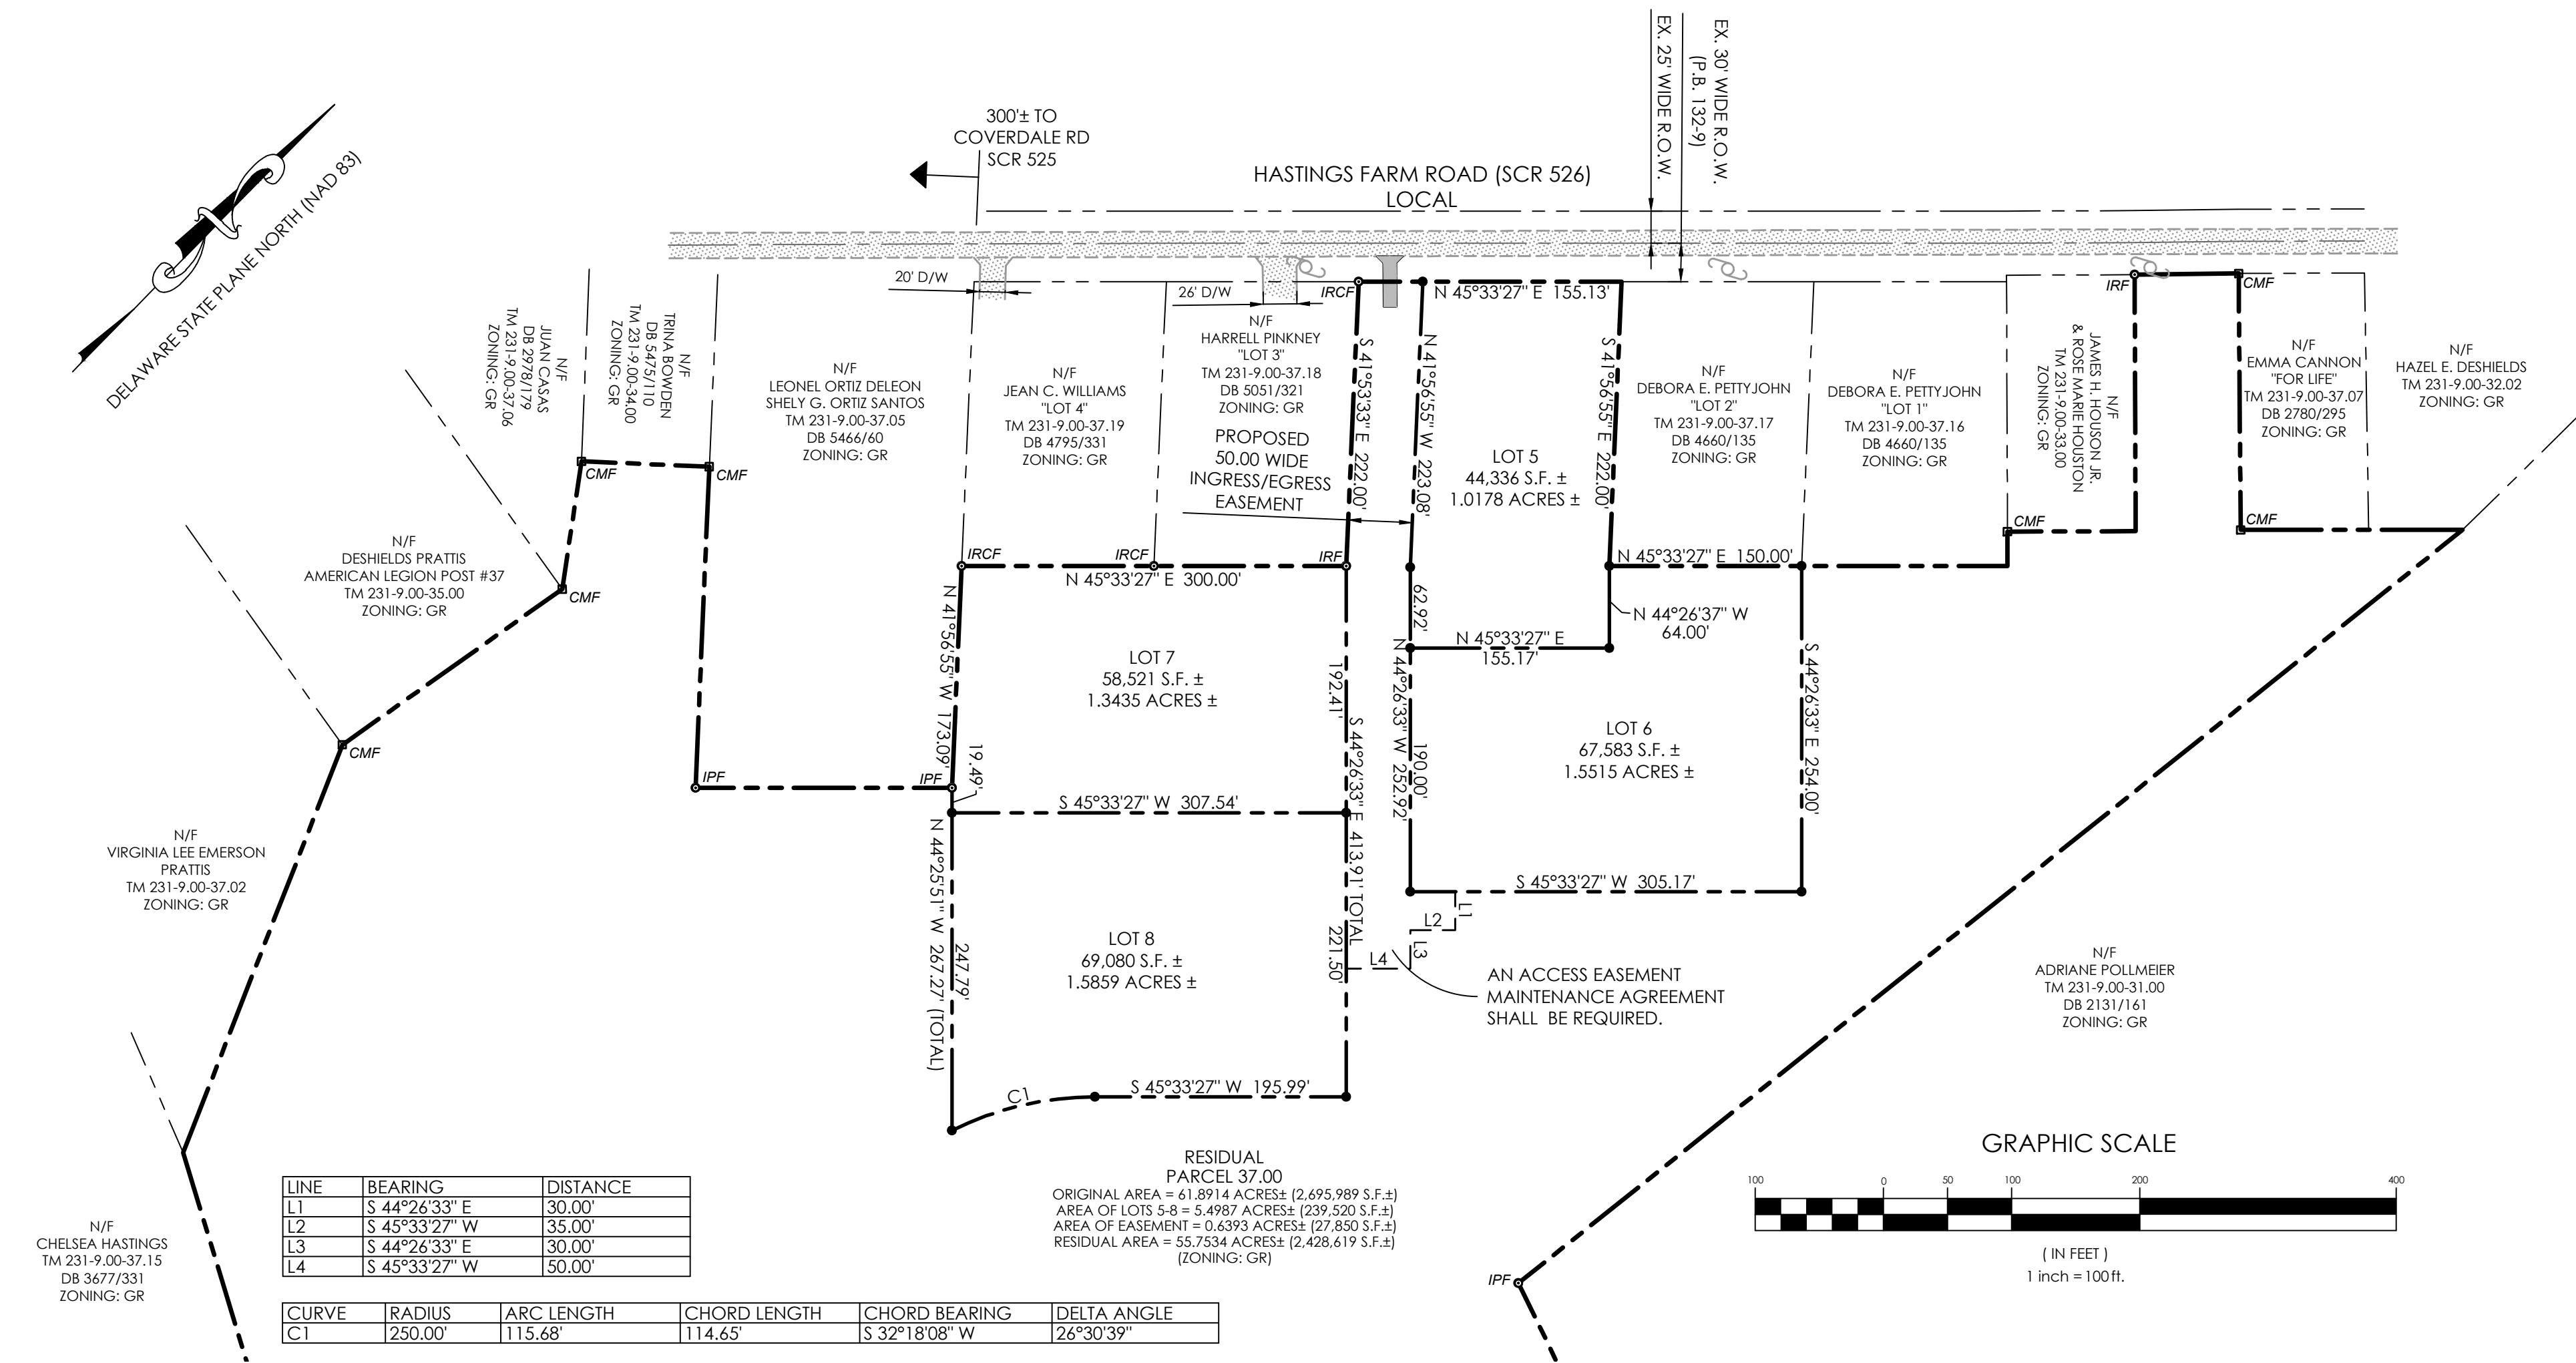 EX. 25' WIDE R.O.W.
EX. 30' WIDE R.O.W.
(P.B. 132-9)
300'± TO
COVERDALE RD
SCR 525
HASTINGS FARM ROAD (SCR 526)
LOCAL
DELAWARE STATE PLANE NORTH (NAD 83)
20' D/W
26' D/W
IRCF
N 45°33'27" E 155.13'
IRF
CMF
N/F
JUAN CASAS
DB 2978/179
TM 231-9.00-37.06
ZONING: GR
N/F
TRINA BOWDEN
DB 5475/110
TM 231-9.00-34.00
ZONING: GR
N/F
LEONEL ORTIZ DELEON
SHELY G. ORTIZ SANTOS
TM 231-9.00-37.05
DB 5466/60
ZONING: GR
N/F
JEAN C. WILLIAMS
"LOT 4"
TM 231-9.00-37.19
DB 4795/331
ZONING: GR
N/F
HARRELL PINKNEY
"LOT 3"
TM 231-9.00-37.18
DB 5051/321
ZONING: GR
PROPOSED
50.00 WIDE
INGRESS/EGRESS
EASEMENT
S 41°53'33" E 222.00'
N 41°56'55" W 223.08'
LOT 5
44,336 S.F. ±
1.0178 ACRES ±
S 41°56'55" E 222.00'
N/F
DEBORA E. PETTYJOHN
"LOT 2"
TM 231-9.00-37.17
DB 4660/135
ZONING: GR
N/F
DEBORA E. PETTYJOHN
"LOT 1"
TM 231-9.00-37.16
DB 4660/135
ZONING: GR
N/F
JAMES H. HOUSON JR.
& ROSE MARIE HOUSTON
TM 231-9.00-33.00
ZONING: GR
N/F
EMMA CANNON
"FOR LIFE"
TM 231-9.00-37.07
DB 2780/295
ZONING: GR
N/F
HAZEL E. DESHIELDS
TM 231-9.00-32.02
ZONING: GR
CMF
CMF
CMF
CMF
CMF
CMF
N/F
DESHIELDS PRATTIS
AMERICAN LEGION POST #37
TM 231-9.00-35.00
ZONING: GR
IRCF
IRCF
IRF
N 45°33'27" E 300.00'
N 45°33'27" E 150.00'
N 41°56'55" W 173.09'
19.49'
LOT 7
58,521 S.F. ±
1.3435 ACRES ±
192.41'
S 44°26'33" E 413.91' TOTAL
62.92'
N 44°26'33" W 252.92'
190.00'
N 45°33'27" E
155.17'
N 44°26'37" W
64.00'
LOT 6
67,583 S.F. ±
1.5515 ACRES ±
S 44°26'33" E 254.00'
IPF
IPF
S 45°33'27" W 307.54'
S 45°33'27" W 305.17'
N/F
VIRGINIA LEE EMERSON
PRATTIS
TM 231-9.00-37.02
ZONING: GR
N 44°25'51" W 267.27' (TOTAL)
247.79'
LOT 8
69,080 S.F. ±
1.5859 ACRES ±
221.50'
L1
L2
L3
L4
AN ACCESS EASEMENT
MAINTENANCE AGREEMENT
SHALL BE REQUIRED.
N/F
ADRIANE POLLMEIER
TM 231-9.00-31.00
DB 2131/161
ZONING: GR
C1
S 45°33'27" W 195.99'
RESIDUAL
PARCEL 37.00
ORIGINAL AREA = 61.8914 ACRES± (2,695,989 S.F.±)
AREA OF LOTS 5-8 = 5.4987 ACRES± (239,520 S.F.±)
AREA OF EASEMENT = 0.6393 ACRES± (27,850 S.F.±)
RESIDUAL AREA = 55.7534 ACRES± (2,428,619 S.F.±)
(ZONING: GR)
GRAPHIC SCALE
100 0 50 100 200 400
( IN FEET )
1 inch = 100 ft.
IPF
N/F
CHELSEA HASTINGS
TM 231-9.00-37.15
DB 3677/331
ZONING: GR
LINE BEARING DISTANCE
L1 S 44°26'33" E 30.00'
L2 S 45°33'27" W 35.00'
L3 S 44°26'33" E 30.00'
L4 S 45°33'27" W 50.00'
CURVE RADIUS ARC LENGTH CHORD LENGTH CHORD BEARING DELTA ANGLE
C1 250.00' 115.68' 114.65' S 32°18'08" W 26°30'39"